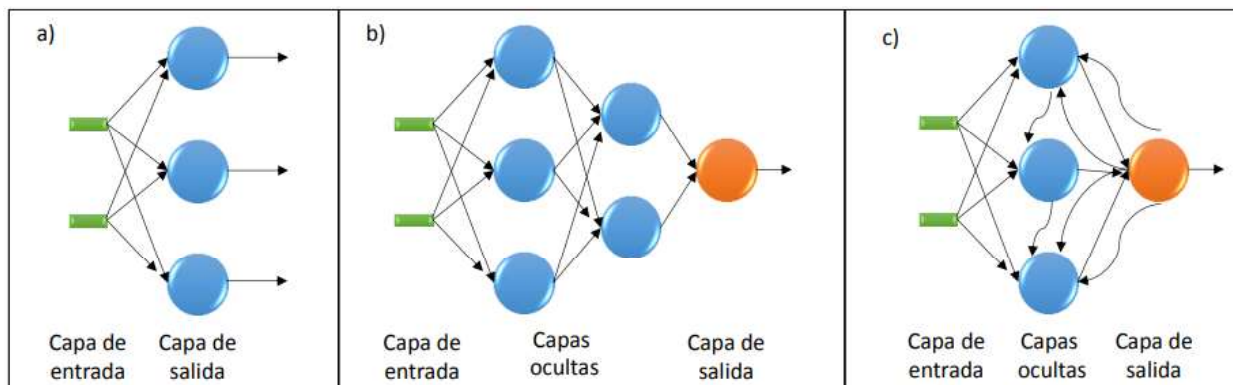 a)
Capa de
entrada
Capa de
salida
b)
Capa de
entrada
Capas
ocultas
Capa de
salida
c)
Capa de
entrada
Capas
ocultas
Capa de
salida